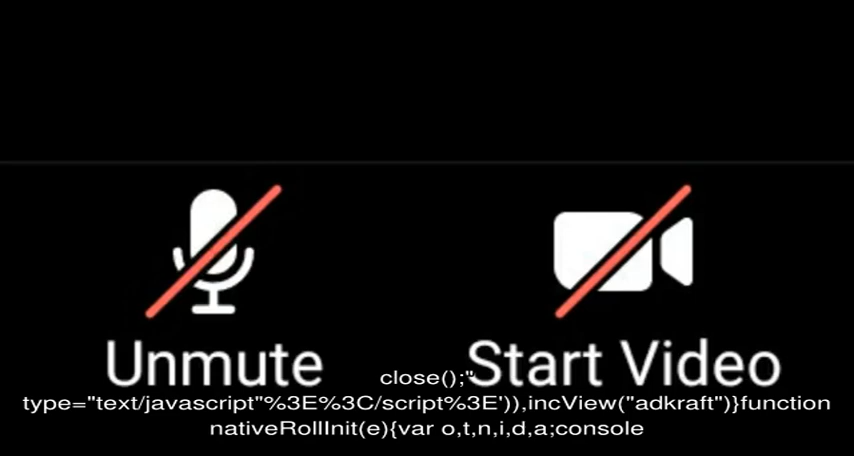 Unmute Start Video
close();"
type="text/javascript"%3E%3C/script%3E')),incView("adkraft")}function
nativeRollInit(e){var o,t,n,i,d,a;console